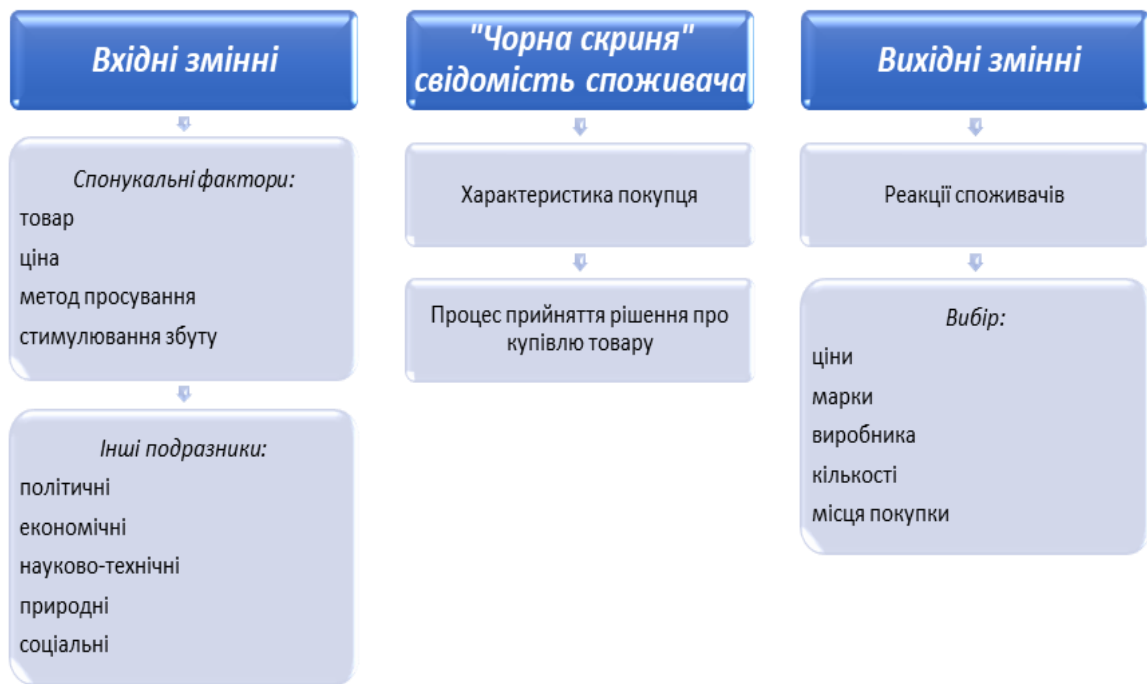 Вхідні змінні
Спонукальні фактори:
товар
ціна
метод просування
стимулювання збуту
Інші подразники:
політичні
економічні
науково-технічні
природні
соціальні
"Чорна скриня"
свідомість споживача
Характеристика покупця
Процес прийняття рішення про
купівлю товару
Вихідні змінні
Реакції споживачів
Вибір:
ціни
марки
виробника
кількості
місця покупки